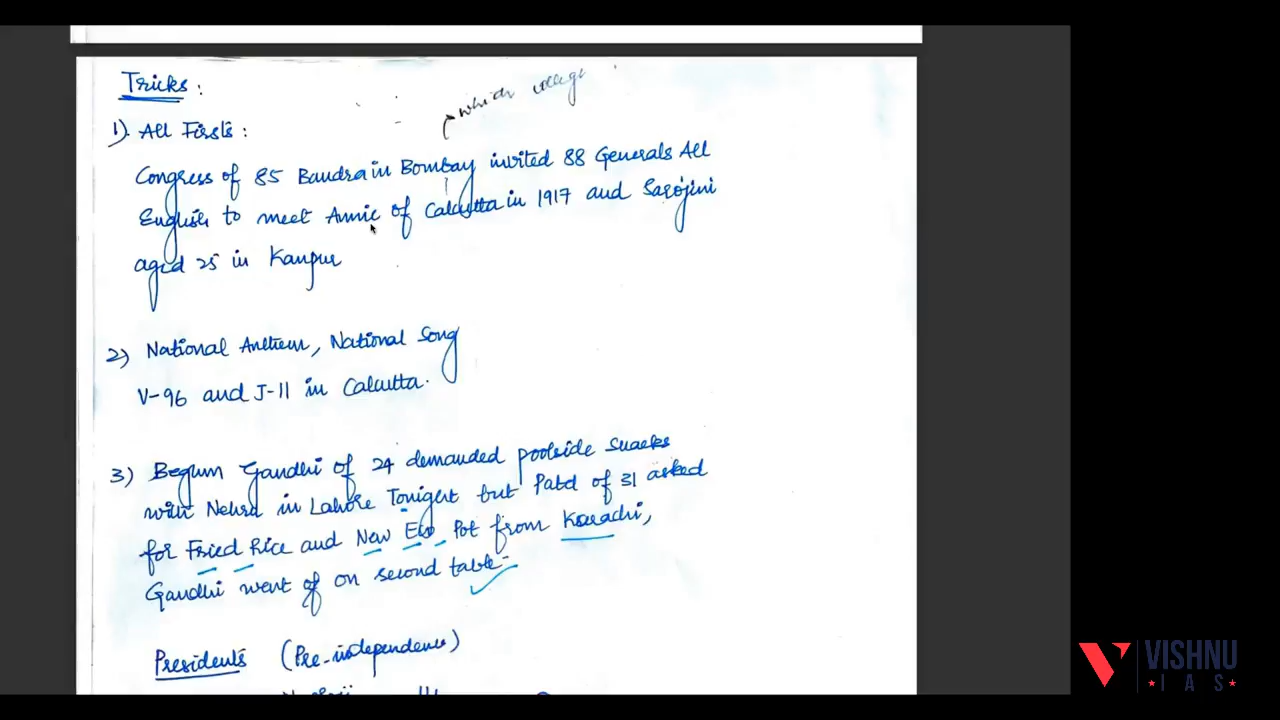 Tricks :
which college
1). All Firsts :
Congress of 85 Bandra in Bombay invited 88 Generals All
English to meet Annie of Calcutta in 1917 and Sarojini
aged 25 in Kanpur
2) National Anthem, National Song
V-96 and J-11 in Calcutta.
3) Begum Gandhi of 24 demanded poolside snacks
with Nehru in Lahore Tonight but Patel of 31 asked
for Fried Rice and New Eco Pot from Karachi,
Gandhi went of on second table.
Presidents (Pre-independence)
VISHNU
IAS